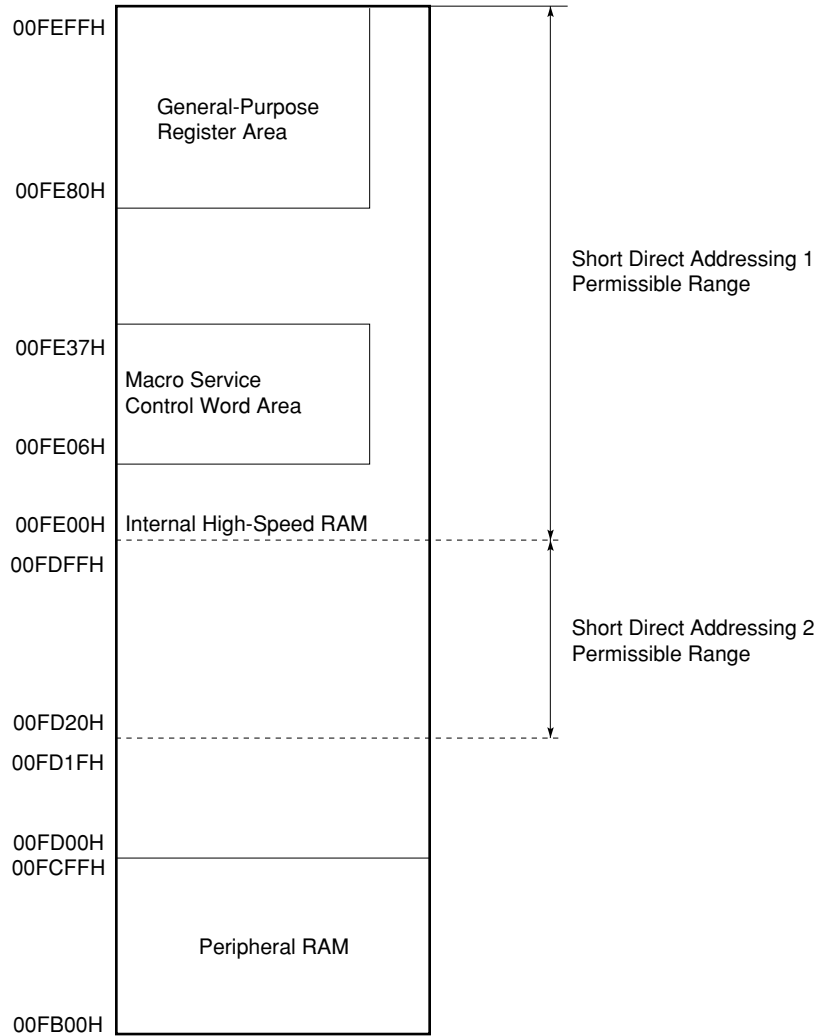 00FEFFH
General-Purpose
Register Area
00FE80H
Short Direct Addressing 1
Permissible Range
00FE37H
Macro Service
Control Word Area
00FE06H
00FE00H
Internal High-Speed RAM
00FDFFH
Short Direct Addressing 2
Permissible Range
00FD20H
00FD1FH
00FD00H
00FCFFH
Peripheral RAM
00FB00H